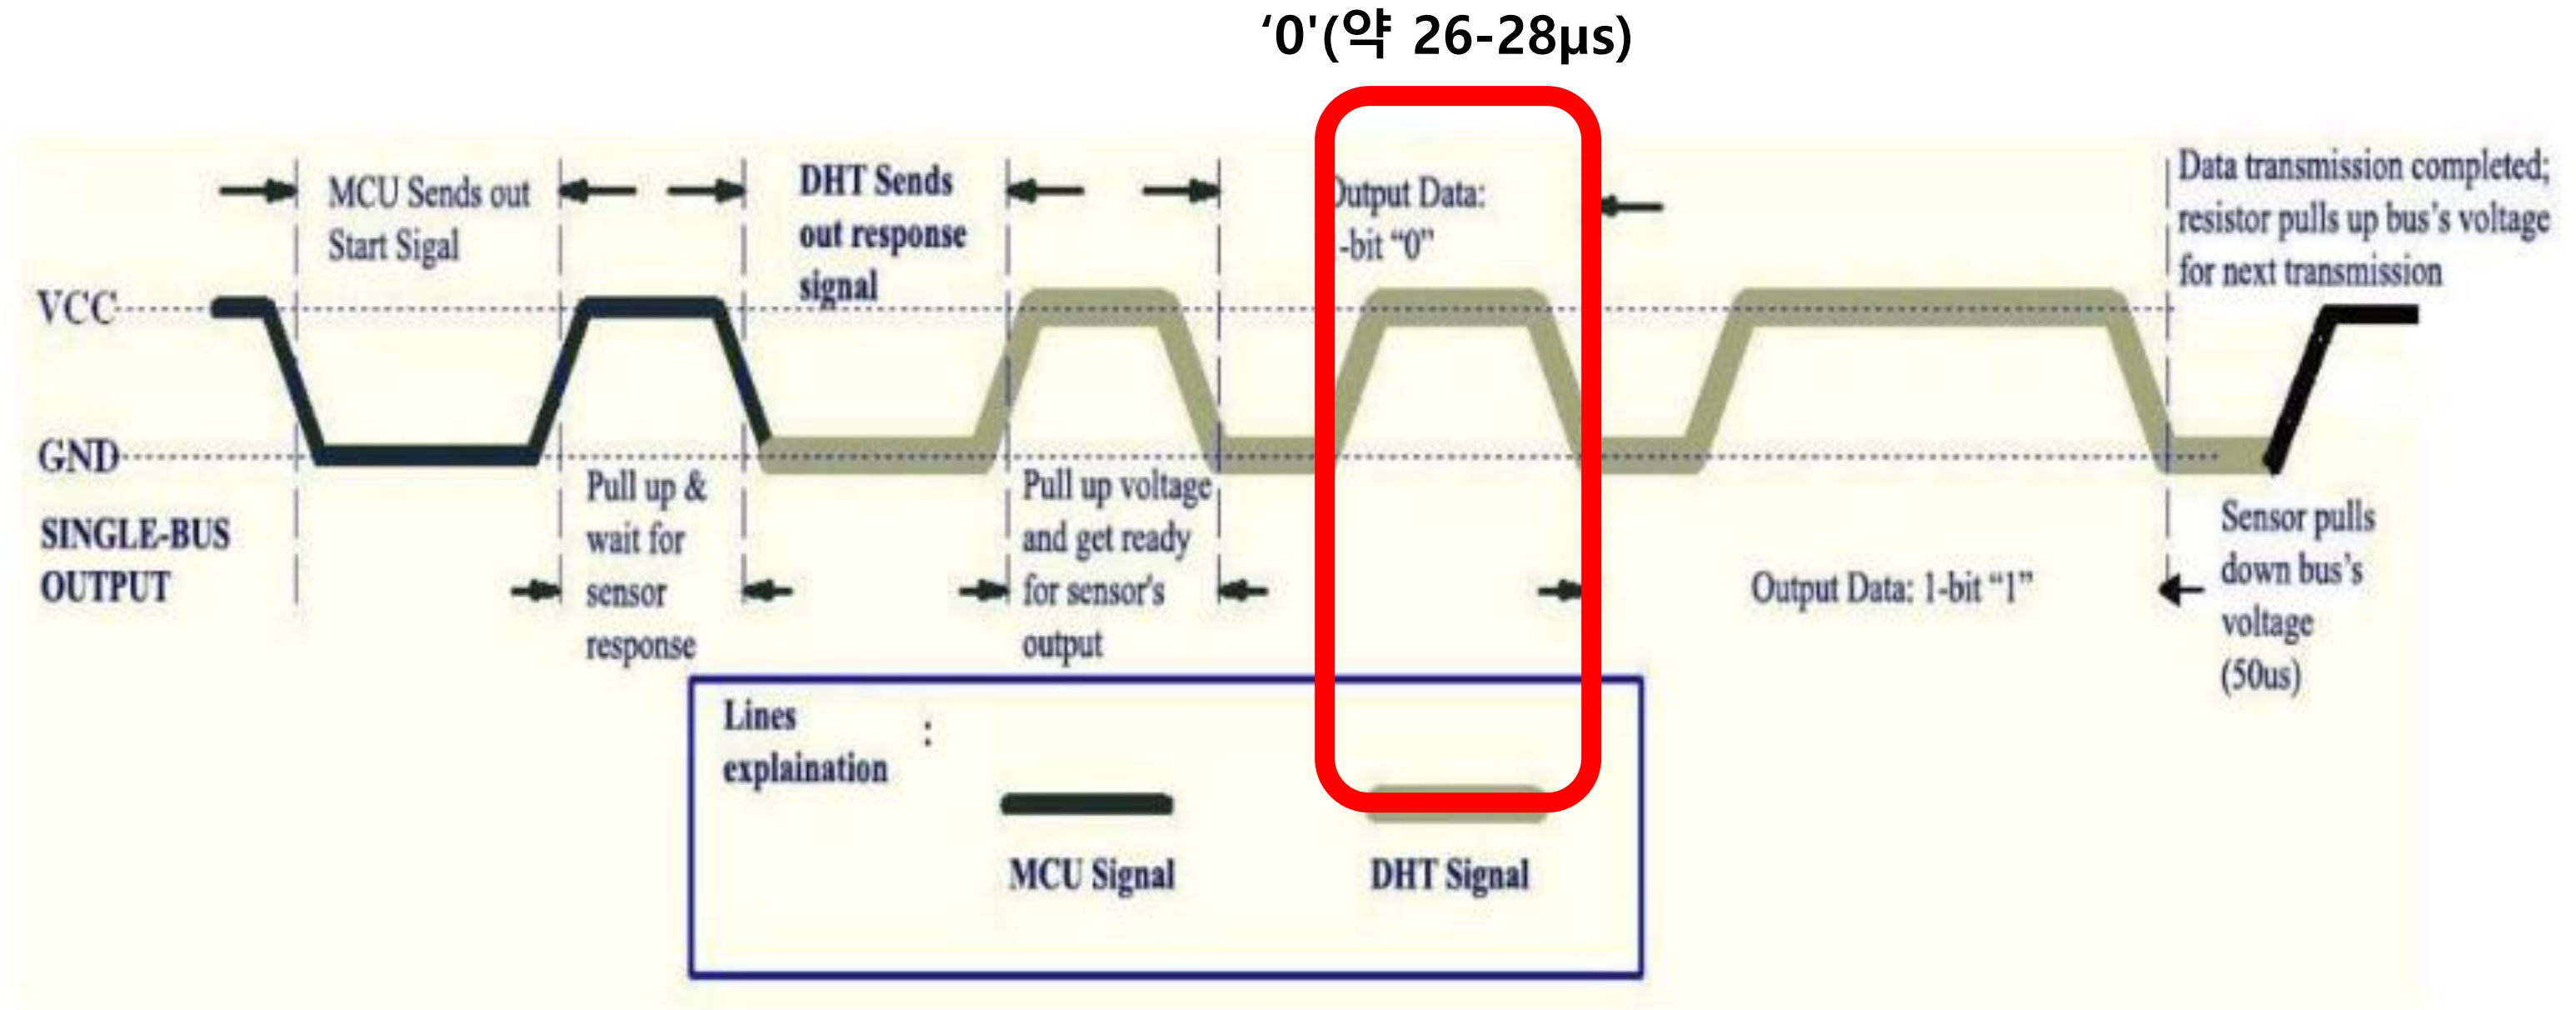 ‘0'(약 26-28μs)
MCU Sends out
Start Sigal
DHT Sends
out response
signal
Output Data:
-bit “0”
Data transmission completed;
resistor pulls up bus’s voltage
for next transmission
VCC
GND
SINGLE-BUS
OUTPUT
Pull up &
wait for
sensor
response
Pull up voltage
and get ready
for sensor's
output
Output Data: 1-bit “1”
Sensor pulls
down bus’s
voltage
(50us)
Lines :
explaination
MCU Signal
DHT Signal